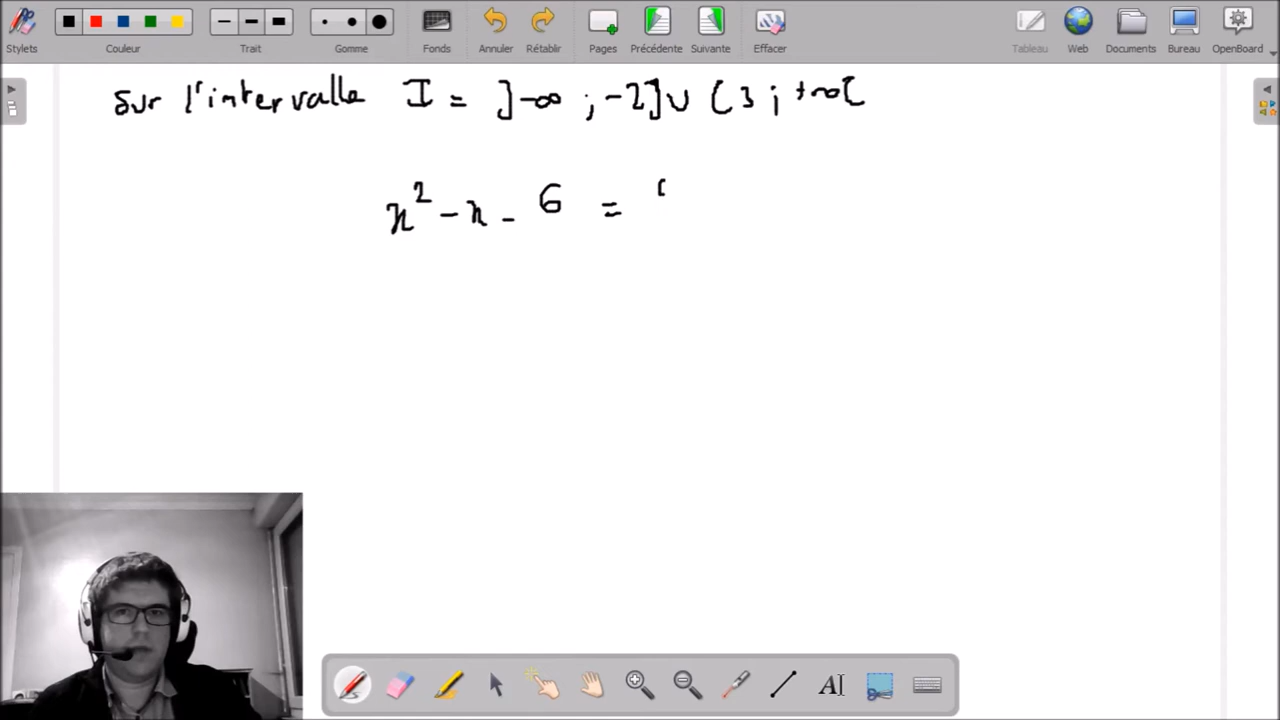 Stylets Couleur Trait Gomme Fonds Annuler Rétablir Pages Précédente Suivante Effacer Tableau Web Documents Bureau OpenBoard
Sur l'intervalle I = ]-∞ ; -2] ∪ [3 ; +∞[
x² - x - 6 =
AI